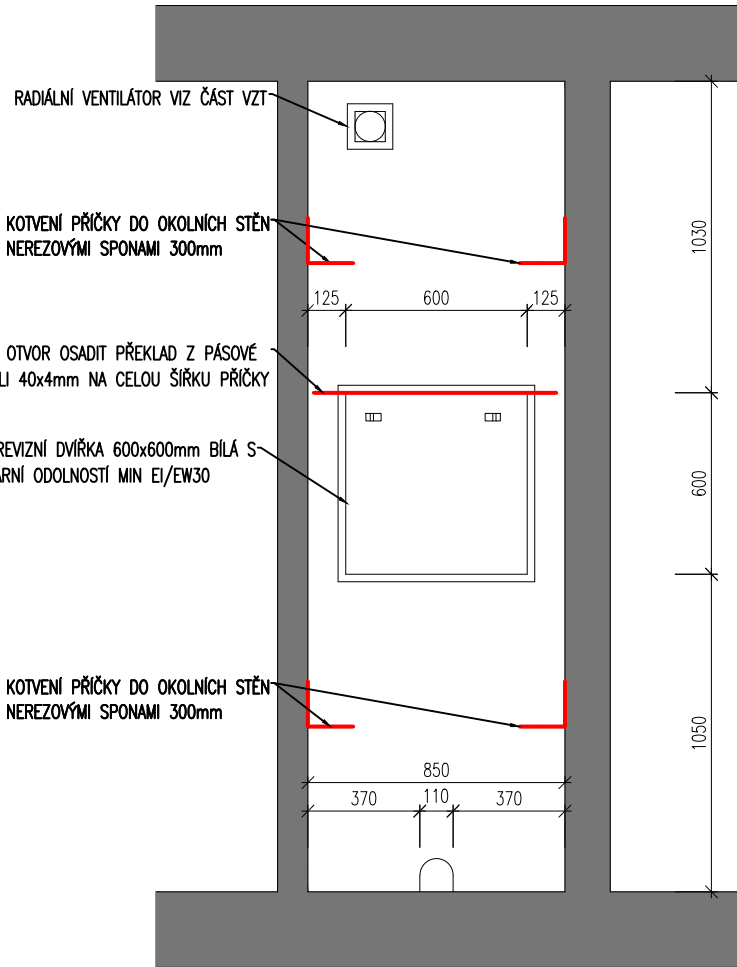 RADIÁLNÍ VENTILÁTOR VIZ ČÁST VZT
KOTVENÍ PŘÍČKY DO OKOLNÍCH STĚN
NEREZOVÝMI SPONAMI 300mm
1030
125
600
125
OTVOR OSADIT PŘEKLAD Z PÁSOVÉ
LI 40x4mm NA CELOU ŠÍŘKU PŘÍČKY
REVIZNÍ DVÍŘKA 600x600mm BÍLÁ S
ÁRNÍ ODOLNOSTÍ MIN EI/EW30
600
KOTVENÍ PŘÍČKY DO OKOLNÍCH STĚN
NEREZOVÝMI SPONAMI 300mm
1050
850
370
110
370